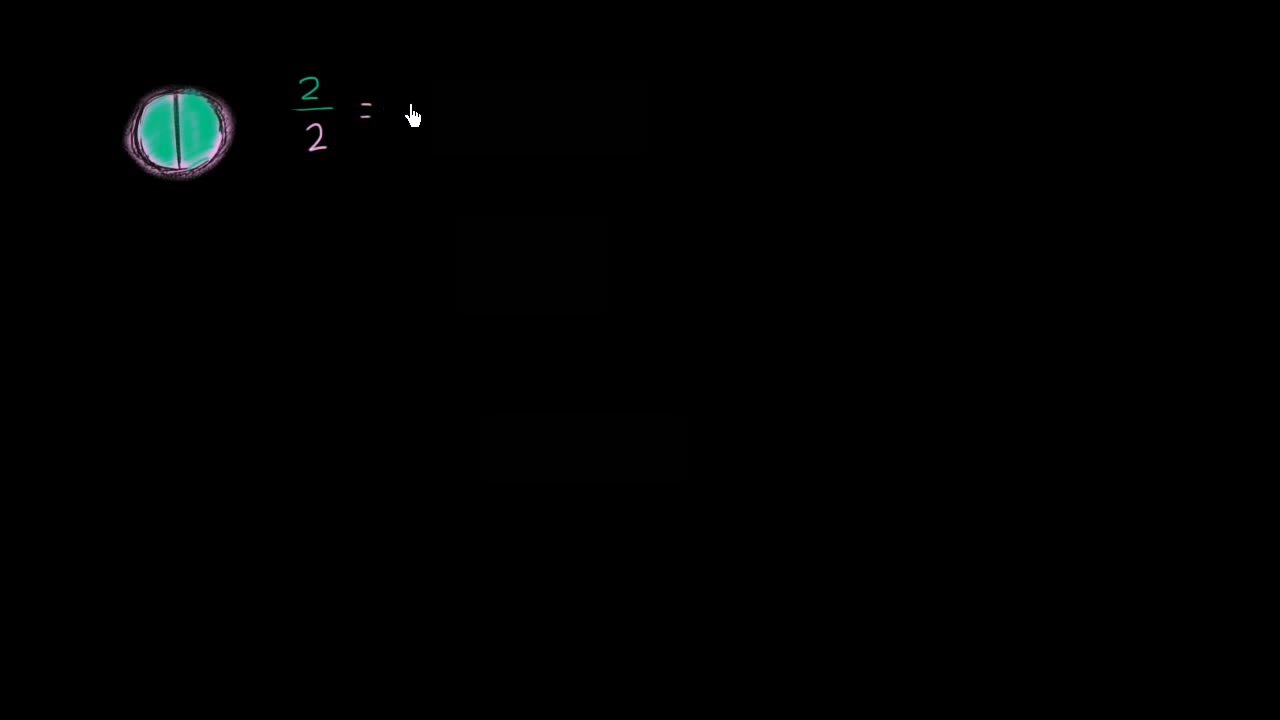 2/2 =